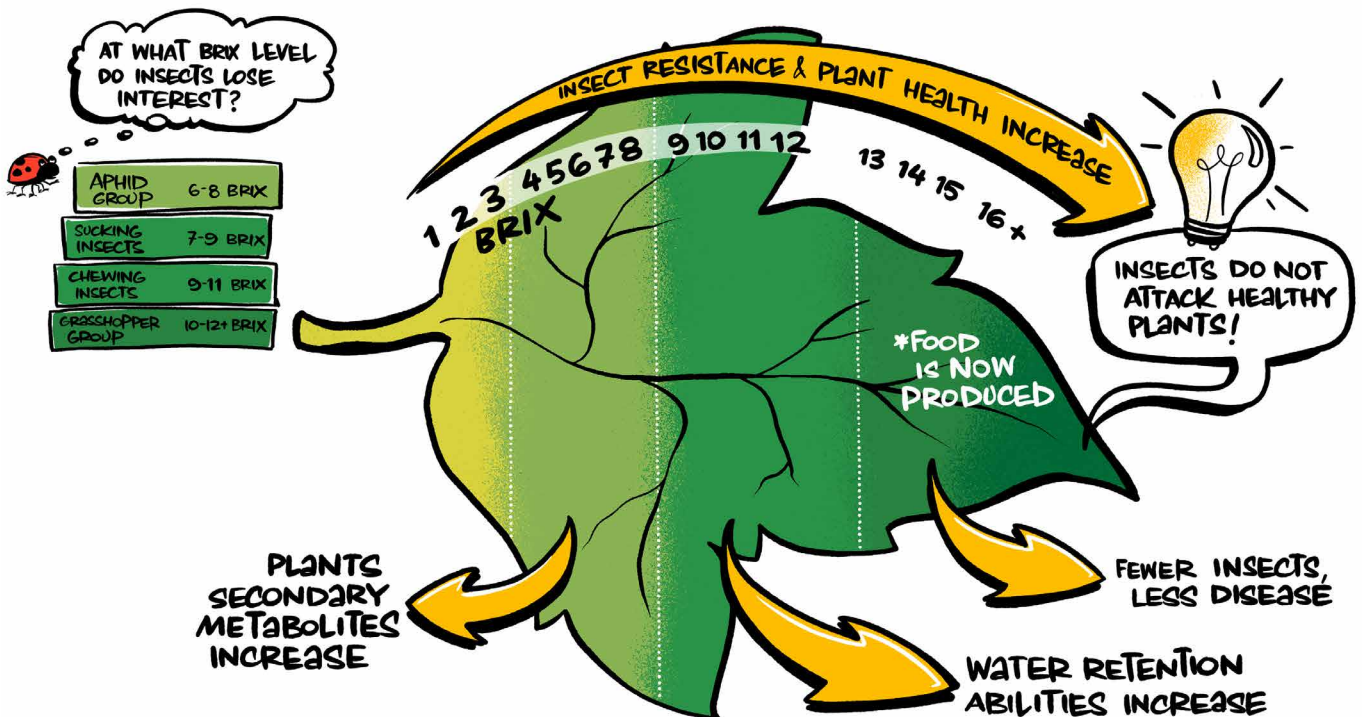 AT WHAT BRIX LEVEL
DO INSECTS LOSE
INTEREST?
APHID
GROUP 6-8 BRIX
SUCKING
INSECTS 7-9 BRIX
CHEWING
INSECTS 9-11 BRIX
GRASSHOPPER
GROUP 10-12+ BRIX
INSECT RESISTANCE & PLANT HEALTH INCREASE
1 2 3 4 5 6 7 8 9 10 11 12 13 14 15 16+
BRIX
INSECTS DO NOT
ATTACK HEALTHY
PLANTS!
*FOOD
IS NOW
PRODUCED
PLANTS
SECONDARY
METABOLITES
INCREASE
WATER RETENTION
ABILITIES INCREASE
FEWER INSECTS,
LESS DISEASE